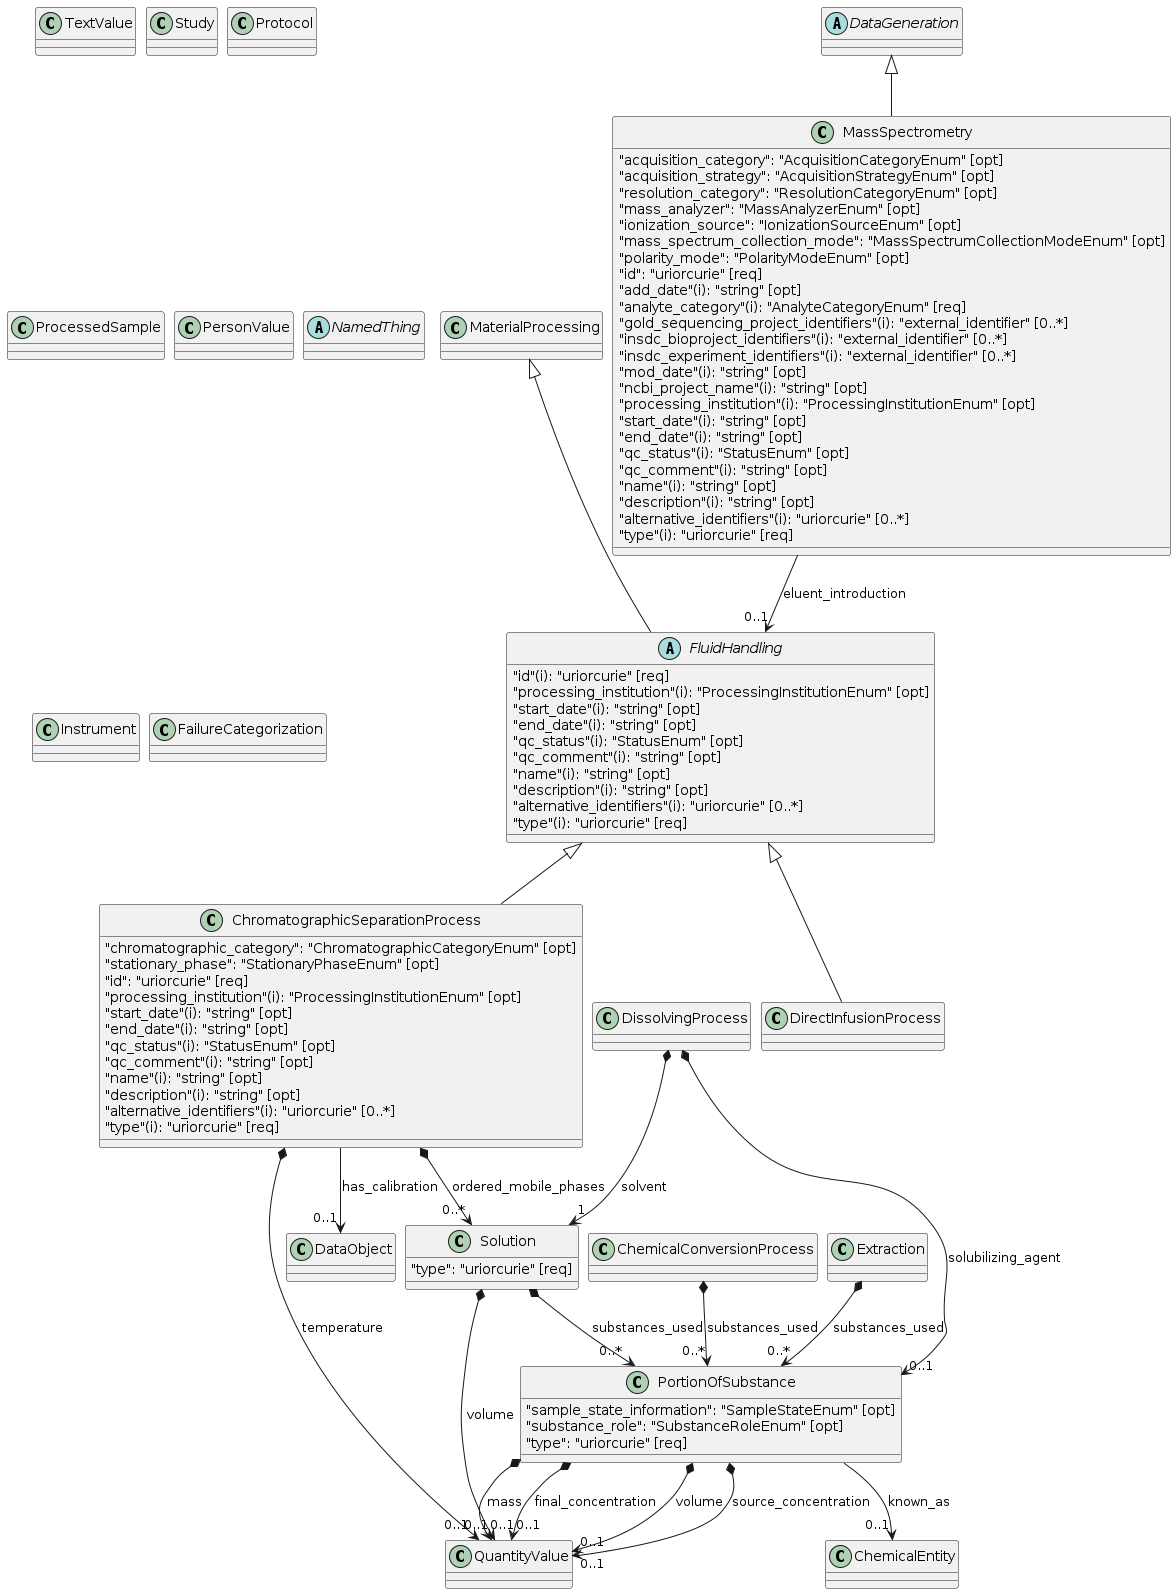 C TextValue
C Study
C Protocol
A DataGeneration
C MassSpectrometry
"acquisition_category": "AcquisitionCategoryEnum" [opt]
"acquisition_strategy": "AcquisitionStrategyEnum" [opt]
"resolution_category": "ResolutionCategoryEnum" [opt]
"mass_analyzer": "MassAnalyzerEnum" [opt]
"ionization_source": "IonizationSourceEnum" [opt]
"mass_spectrum_collection_mode": "MassSpectrumCollectionModeEnum" [opt]
"polarity_mode": "PolarityModeEnum" [opt]
"id": "uriorcurie" [req]
"add_date"(i): "string" [opt]
"analyte_category"(i): "AnalyteCategoryEnum" [req]
"gold_sequencing_project_identifiers"(i): "external_identifier" [0..*]
"insdc_bioproject_identifiers"(i): "external_identifier" [0..*]
"insdc_experiment_identifiers"(i): "external_identifier" [0..*]
"mod_date"(i): "string" [opt]
"ncbi_project_name"(i): "string" [opt]
"processing_institution"(i): "ProcessingInstitutionEnum" [opt]
"start_date"(i): "string" [opt]
"end_date"(i): "string" [opt]
"qc_status"(i): "StatusEnum" [opt]
"qc_comment"(i): "string" [opt]
"name"(i): "string" [opt]
"description"(i): "string" [opt]
"alternative_identifiers"(i): "uriorcurie" [0..*]
"type"(i): "uriorcurie" [req]
C ProcessedSample
C PersonValue
A NamedThing
C MaterialProcessing
eluent_introduction
0..1
A FluidHandling
"id"(i): "uriorcurie" [req]
"processing_institution"(i): "ProcessingInstitutionEnum" [opt]
"start_date"(i): "string" [opt]
"end_date"(i): "string" [opt]
"qc_status"(i): "StatusEnum" [opt]
"qc_comment"(i): "string" [opt]
"name"(i): "string" [opt]
"description"(i): "string" [opt]
"alternative_identifiers"(i): "uriorcurie" [0..*]
"type"(i): "uriorcurie" [req]
C Instrument
C FailureCategorization
C ChromatographicSeparationProcess
"chromatographic_category": "ChromatographicCategoryEnum" [opt]
"stationary_phase": "StationaryPhaseEnum" [opt]
"id": "uriorcurie" [req]
"processing_institution"(i): "ProcessingInstitutionEnum" [opt]
"start_date"(i): "string" [opt]
"end_date"(i): "string" [opt]
"qc_status"(i): "StatusEnum" [opt]
"qc_comment"(i): "string" [opt]
"name"(i): "string" [opt]
"description"(i): "string" [opt]
"alternative_identifiers"(i): "uriorcurie" [0..*]
"type"(i): "uriorcurie" [req]
C DissolvingProcess
C DirectInfusionProcess
has_calibration
0..1
ordered_mobile_phases
0..*
solvent
1
C DataObject
C Solution
"type": "uriorcurie" [req]
C ChemicalConversionProcess
C Extraction
solubilizing_agent
0..1
temperature
0..1
substances_used
0..*
substances_used
0..*
substances_used
0..*
C PortionOfSubstance
"sample_state_information": "SampleStateEnum" [opt]
"substance_role": "SubstanceRoleEnum" [opt]
"type": "uriorcurie" [req]
volume
0..1
mass
0..1
final_concentration
0..1
volume
0..1
source_concentration
0..1
known_as
0..1
C QuantityValue
C ChemicalEntity